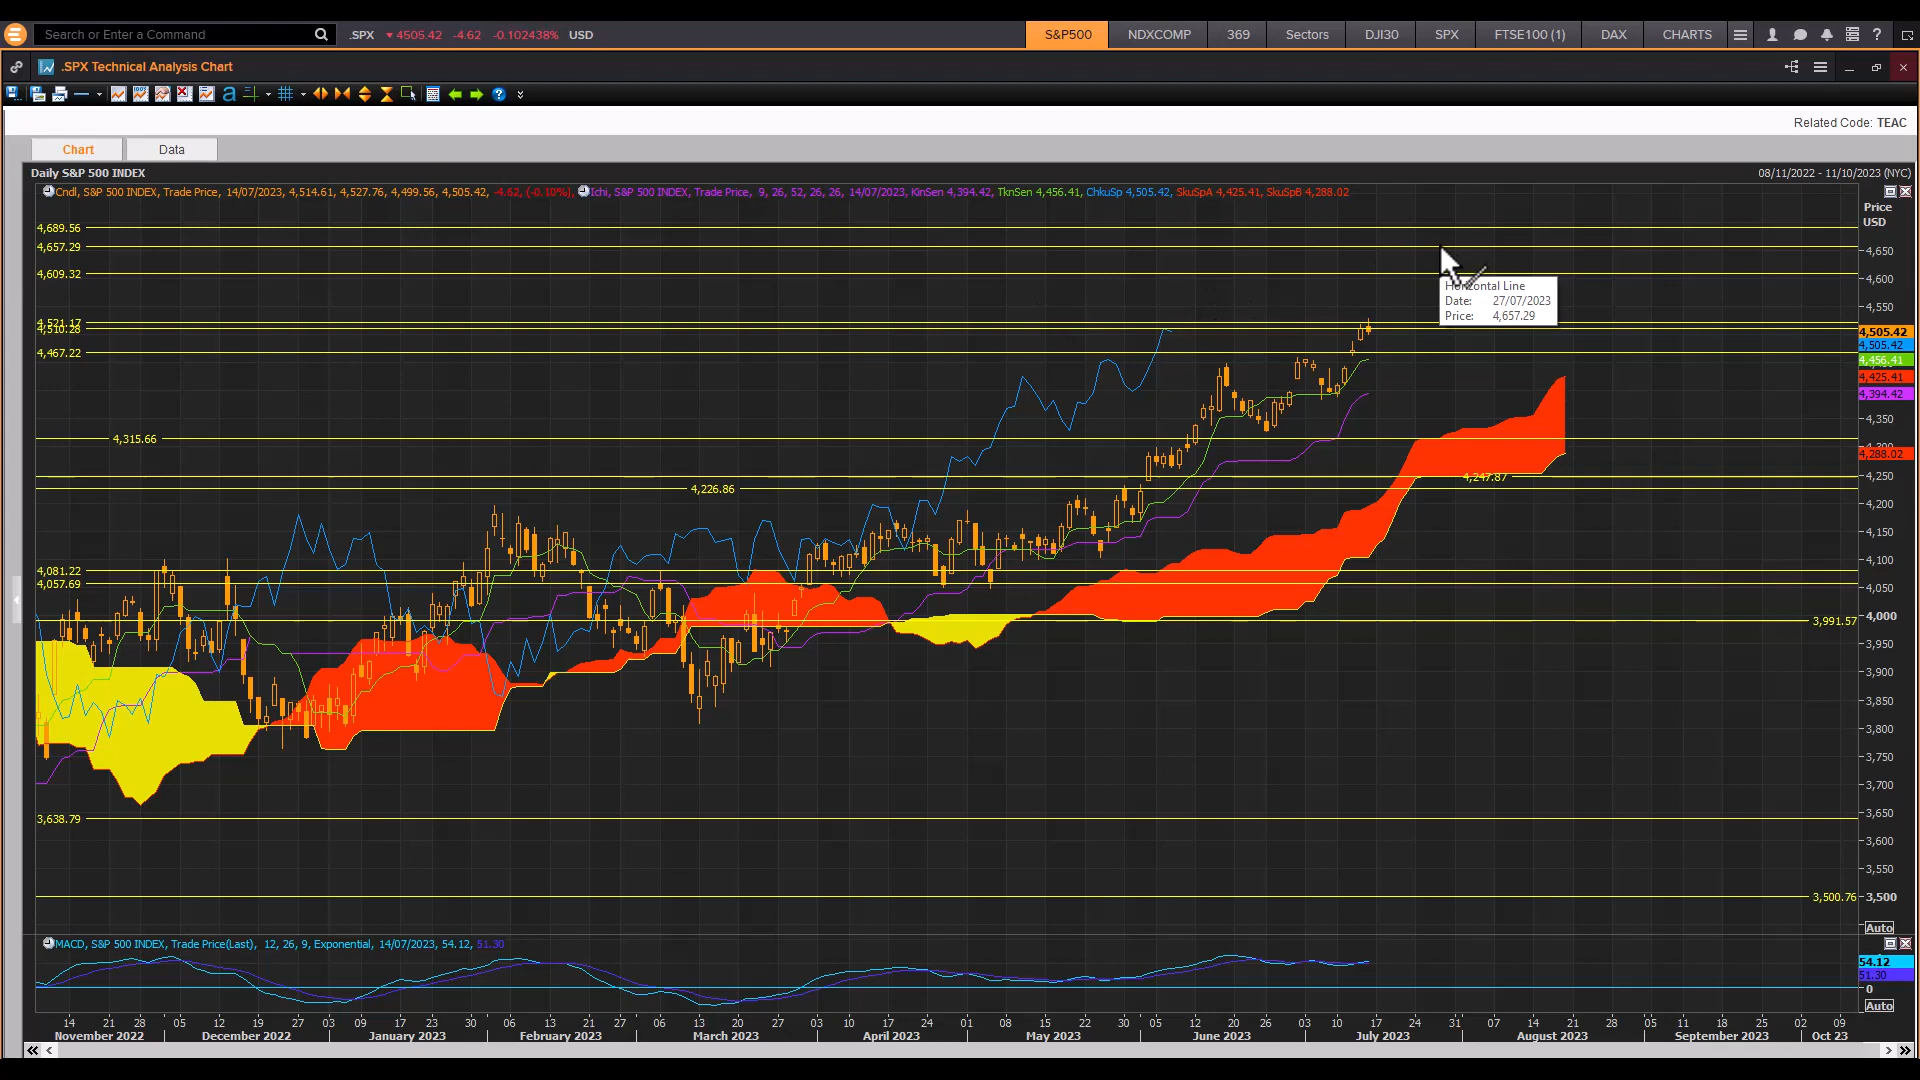 Search or Enter a Command
.SPX ▼ 4505.42 -4.62 -0.102438% USD
S&P500 NDXCOMP 369 Sectors DJI30 SPX FTSE100 (1) DAX CHARTS
.SPX Technical Analysis Chart
Related Code: TEAC
Chart Data
Daily S&P 500 INDEX
08/11/2022 - 11/10/2023 (NYC)
Cndl, S&P 500 INDEX, Trade Price, 14/07/2023, 4,514.61, 4,527.76, 4,499.56, 4,505.42, -4.62, (-0.10%), Ichi, S&P 500 INDEX, Trade Price, 9, 26, 52, 26, 26, 14/07/2023, KinSen 4,394.42, TknSen 4,456.41, ChkuSp 4,505.42, SkuSpA 4,425.41, SkuSpB 4,288.02
Price
USD
4,689.56
4,657.29
4,650
4,609.32
4,600
Horizontal Line
Date: 27/07/2023
Price: 4,657.29
4,550
4,521.17
4,510.28
4,505.42
4,505.42
4,467.22
4,456.41
4,425.41
4,394.42
4,350
4,315.66
4,300
4,288.02
4,247.87
4,250
4,226.86
4,200
4,150
4,100
4,081.22
4,057.69
4,050
4,000
3,991.57
3,950
3,900
3,850
3,800
3,750
3,700
3,650
3,638.79
3,600
3,550
3,500.76
3,500
Auto
MACD, S&P 500 INDEX, Trade Price(Last), 12, 26, 9, Exponential, 14/07/2023, 54.12, 51.30
54.12
51.30
0
Auto
14 21 28 05 12 19 27 03 09 17 23 30 06 13 21 27 06 13 20 27 03 10 17 24 01 08 15 22 30 05 12 20 26 03 10 17 24 31 07 14 21 28 05 11 18 25 02 09
November 2022 December 2022 January 2023 February 2023 March 2023 April 2023 May 2023 June 2023 July 2023 August 2023 September 2023 Oct 23